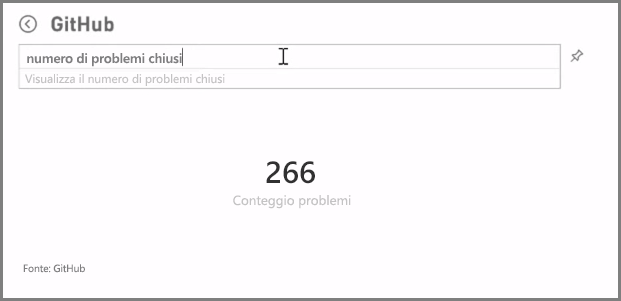 GitHub
numero di problemi chiusi
Visualizza il numero di problemi chiusi
266
Conteggio problemi
Fonte: GitHub